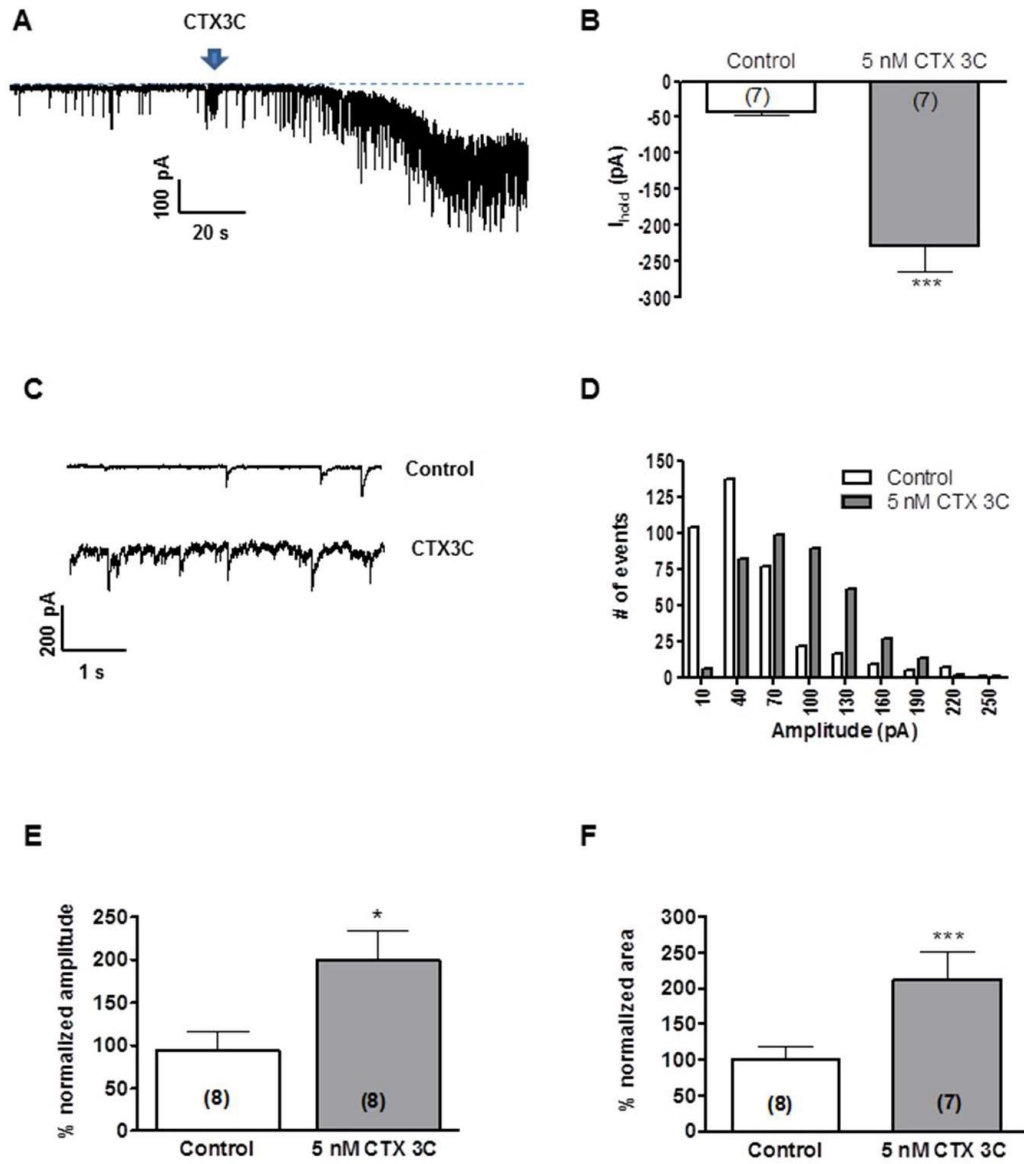 A
CTX3C
100 pA
20 s
B
Control
5 nM CTX 3C
(7)
(7)
0
-50
-100
-150
-200
-250
-300
Ihold (pA)
***
C
Control
CTX3C
200 pA
1 s
D
150
125
100
75
50
25
0
# of events
Control
5 nM CTX 3C
10
40
70
100
130
160
190
220
250
Amplitude (pA)
E
250
200
150
100
50
0
% normalized amplitude
*
(8)
(8)
Control
5 nM CTX 3C
F
300
250
200
150
100
50
0
% normalized area
***
(8)
(7)
Control
5 nM CTX 3C